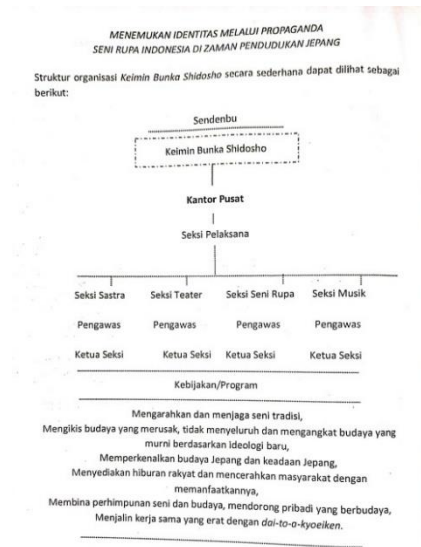 MENEMUKAN IDENTITAS MELALUI PROPAGANDA
SENI RUPA INDONESIA DI ZAMAN PENDUDUKAN JEPANG
Struktur organisasi Keimin Bunka Shidosho secara sederhana dapat dilihat sebagai
berikut:
Sendenbu
Keimin Bunka Shidosho
Kantor Pusat
Seksi Pelaksana
Seksi Sastra Seksi Teater Seksi Seni Rupa Seksi Musik
Pengawas Pengawas Pengawas Pengawas
Ketua Seksi Ketua Seksi Ketua Seksi Ketua Seksi
Kebijakan/Program
Mengarahkan dan menjaga seni tradisi,
Mengikis budaya yang merusak, tidak menyeluruh dan mengangkat budaya yang
murni berdasarkan ideologi baru,
Memperkenalkan budaya Jepang dan keadaan Jepang,
Menyediakan hiburan rakyat dan mencerahkan masyarakat dengan
memanfaatkannya,
Membina perhimpunan seni dan budaya, mendorong pribadi yang berbudaya,
Menjalin kerja sama yang erat dengan dai-to-a-kyoeiken.